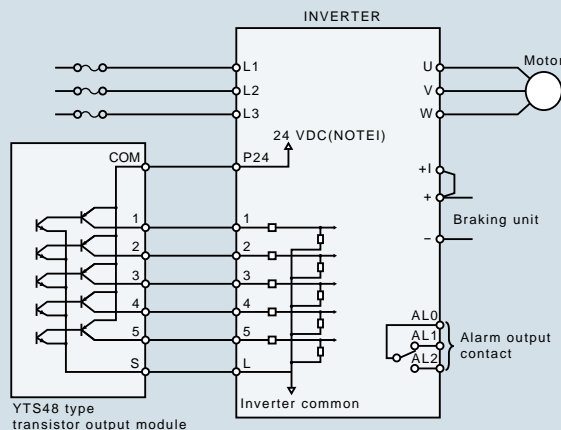 INVERTER
L1
L2
L3
U
V
W
Motor
24 VDC(NOTEI)
COM
P24
+I
+
Braking unit
−
1
1
2
2
3
3
4
4
5
5
S
L
AL0
AL1
AL2
Alarm output
contact
Inverter common
YTS48 type
transistor output module